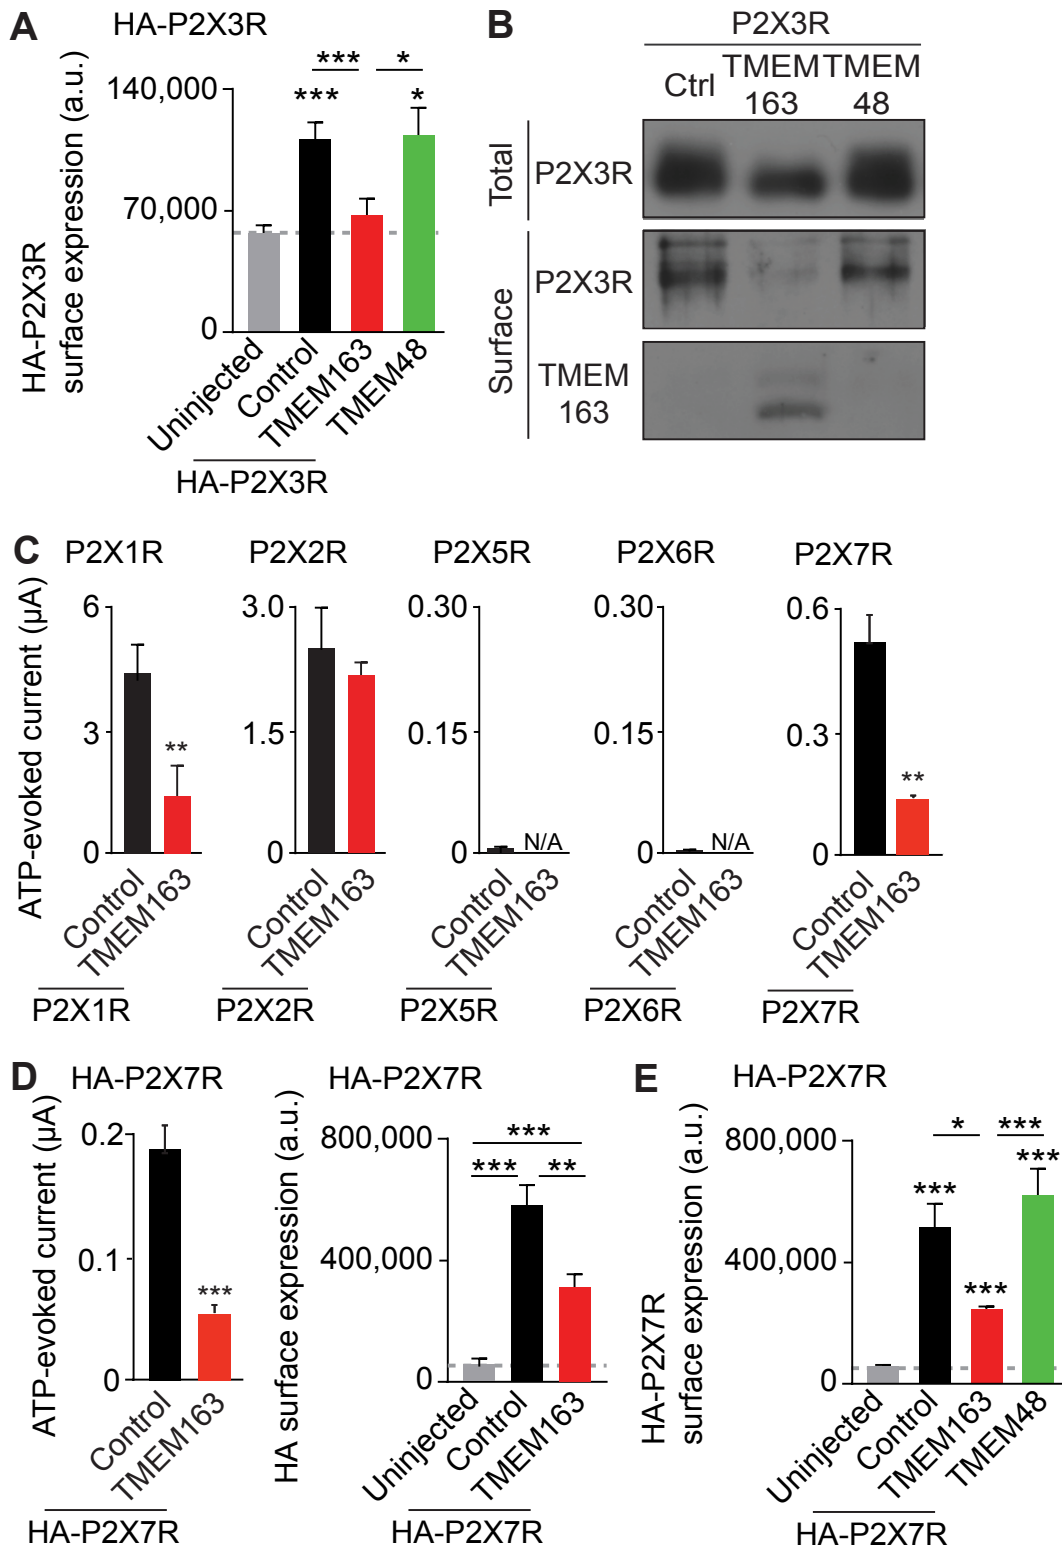 A
HA-P2X3R
HA-P2X3R
surface expression (a.u.)
140,000
70,000
0
***
*
***
*
Uninjected
Control
TMEM163
TMEM48
HA-P2X3R
B
P2X3R
Ctrl
TMEM
163
TMEM
48
Total
P2X3R
Surface
P2X3R
TMEM
163
C
ATP-evoked current (µA)
P2X1R
6
3
0
**
Control
TMEM163
P2X1R
P2X2R
3.0
1.5
0
Control
TMEM163
P2X2R
P2X5R
0.30
0.15
0
N/A
Control
TMEM163
P2X5R
P2X6R
0.30
0.15
0
N/A
Control
TMEM163
P2X6R
P2X7R
0.6
0.3
0
**
Control
TMEM163
P2X7R
D
HA-P2X7R
ATP-evoked current (µA)
0.2
0.1
0
***
Control
TMEM163
HA-P2X7R
HA-P2X7R
HA surface expression (a.u.)
800,000
400,000
0
***
***
**
Uninjected
Control
TMEM163
HA-P2X7R
E
HA-P2X7R
HA-P2X7R
surface expression (a.u.)
800,000
400,000
0
*
***
***
***
***
Uninjected
Control
TMEM163
TMEM48
HA-P2X7R